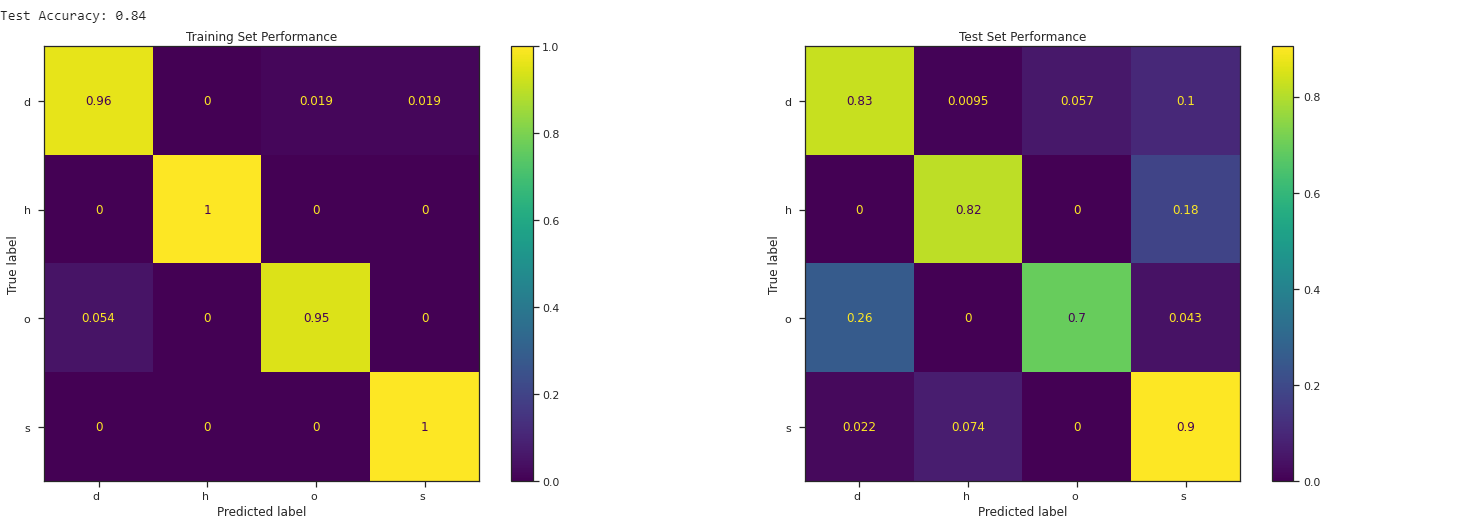 Test Accuracy: 0.84
Training Set Performance
True label
d
0.96
0
0.019
0.019
h
0
1
0
0
o
0.054
0
0.95
0
s
0
0
0
1
d
h
o
s
Predicted label
1.0
0.8
0.6
0.4
0.2
0.0
Test Set Performance
True label
d
0.83
0.0095
0.057
0.1
h
0
0.82
0
0.18
o
0.26
0
0.7
0.043
s
0.022
0.074
0
0.9
d
h
o
s
Predicted label
0.8
0.6
0.4
0.2
0.0